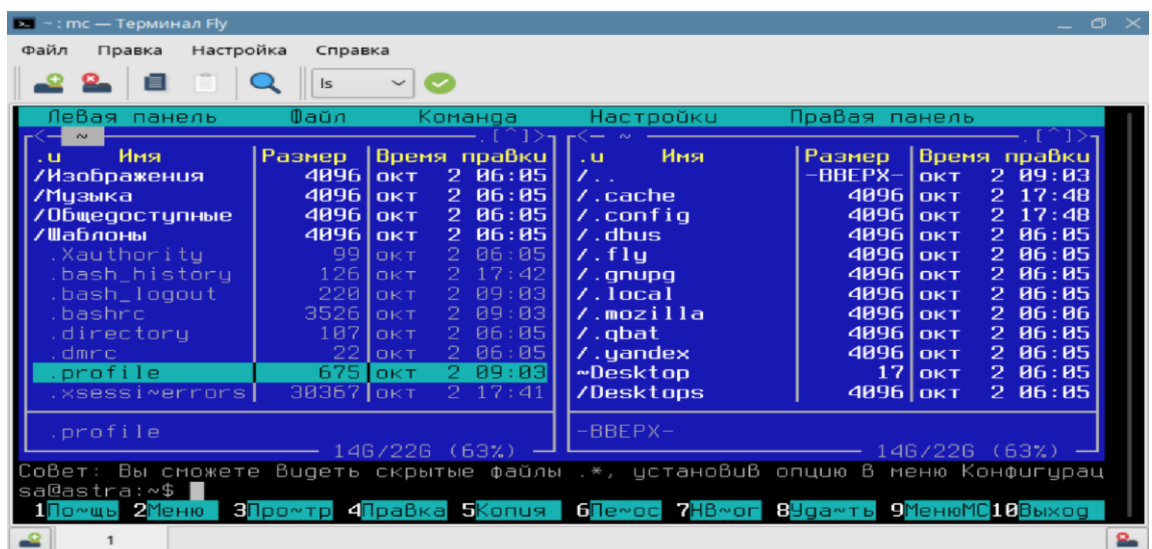 ~ : mc — Терминал Fly
Файл Правка Настройка Справка
ls
Левая панель Файл Команда Настройки Правая панель
<— ~ .[^]>
.и Имя Размер Время правки
/Изображения 4096 окт 2 06:05
/Музыка 4096 окт 2 06:05
/Общедоступные 4096 окт 2 06:05
/Шаблоны 4096 окт 2 06:05
.Xauthority 99 окт 2 06:05
.bash_history 126 окт 2 17:42
.bash_logout 220 окт 2 09:03
.bashrc 3526 окт 2 09:03
.directory 107 окт 2 06:05
.dmrc 22 окт 2 06:05
.profile 675 окт 2 09:03
.xsessi~errors 30367 окт 2 17:41
.profile
14G/22G (63%)
<— ~ .[^]>
.и Имя Размер Время правки
/.. -ВВЕРХ- окт 2 09:03
/.cache 4096 окт 2 17:48
/.config 4096 окт 2 17:48
/.dbus 4096 окт 2 06:05
/.fly 4096 окт 2 06:05
/.gnupg 4096 окт 2 06:05
/.local 4096 окт 2 06:05
/.mozilla 4096 окт 2 06:06
/.qbat 4096 окт 2 06:05
/.yandex 4096 окт 2 06:05
~Desktop 17 окт 2 06:05
/Desktops 4096 окт 2 06:05
-ВВЕРХ-
14G/22G (63%)
Совет: Вы сможете видеть скрытые файлы .*, установив опцию в меню Конфигурац
sa@astra:~$
1По~щь 2Меню 3Про~тр 4Правка 5Копия 6Пе~ос 7НВ~ог 8Уда~ть 9МенюMC 10Выход
1